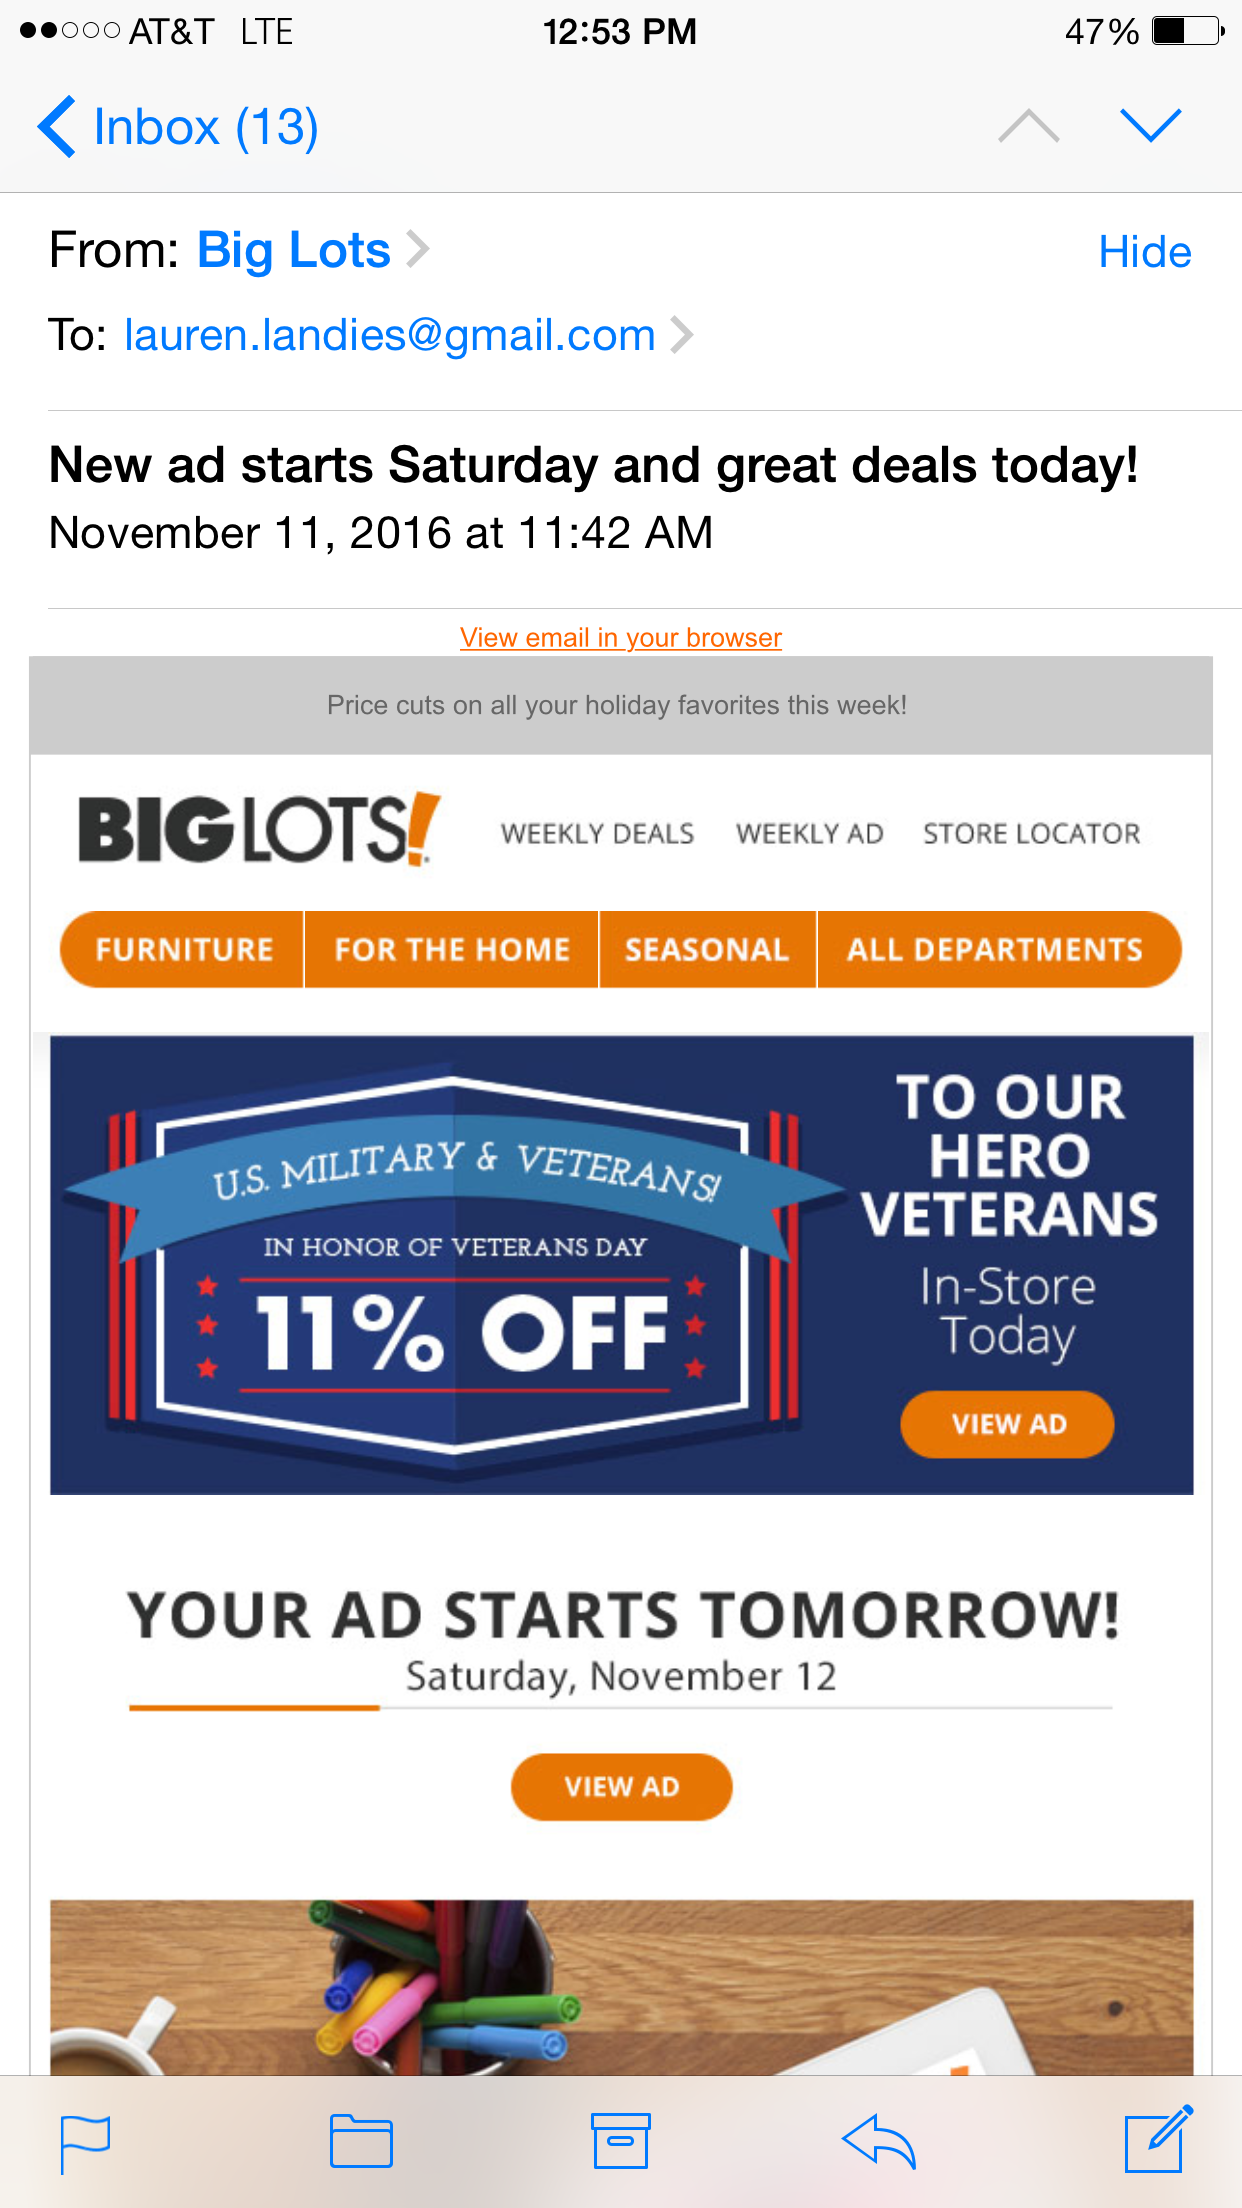 AT&T LTE 12:53 PM 47%
Inbox (13)
From: Big Lots Hide
To: lauren.landies@gmail.com
New ad starts Saturday and great deals today!
November 11, 2016 at 11:42 AM
View email in your browser
Price cuts on all your holiday favorites this week!
BIG LOTS! WEEKLY DEALS WEEKLY AD STORE LOCATOR
FURNITURE FOR THE HOME SEASONAL ALL DEPARTMENTS
U.S. MILITARY & VETERANS!
IN HONOR OF VETERANS DAY
11% OFF
TO OUR
HERO
VETERANS
In-Store
Today
VIEW AD
YOUR AD STARTS TOMORROW!
Saturday, November 12
VIEW AD